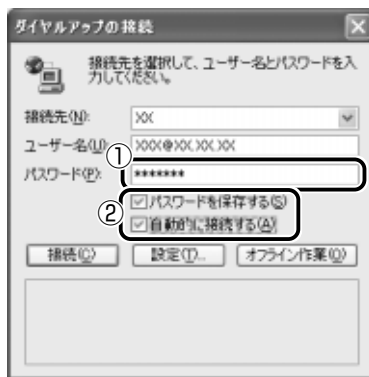 ダイヤルアップの接続
接続先を選択して、ユーザー名とパスワードを入
力してください。
接続先(N):
XX
ユーザー名(U):
XXX@XX.XX.XX
①
パスワード(P):
*******
②
パスワードを保存する(S)
自動的に接続する(A)
接続(C)
設定(T)...
オフライン作業(O)